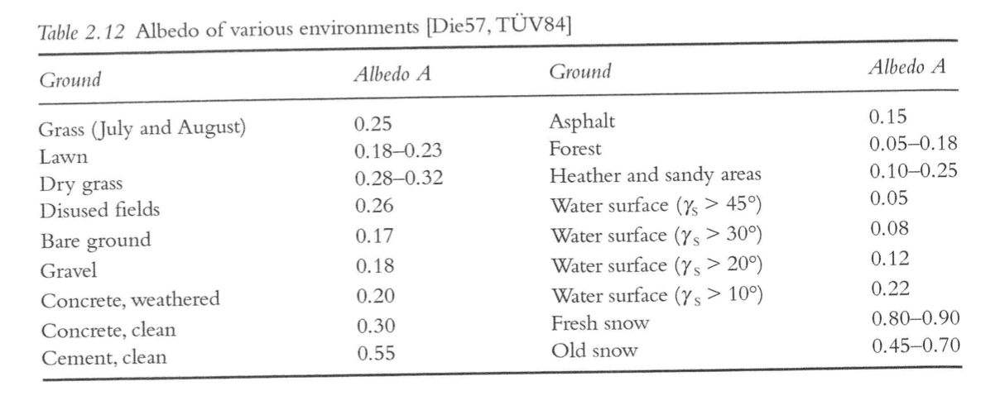 Table 2.12 Albedo of various environments [Die57, TÜV84]
Ground Albedo A Ground Albedo A
Grass (July and August) 0.25 Asphalt 0.15
Lawn 0.18–0.23 Forest 0.05–0.18
Dry grass 0.28–0.32 Heather and sandy areas 0.10–0.25
Disused fields 0.26 Water surface (γs > 45°) 0.05
Bare ground 0.17 Water surface (γs > 30°) 0.08
Gravel 0.18 Water surface (γs > 20°) 0.12
Concrete, weathered 0.20 Water surface (γs > 10°) 0.22
Concrete, clean 0.30 Fresh snow 0.80–0.90
Cement, clean 0.55 Old snow 0.45–0.70